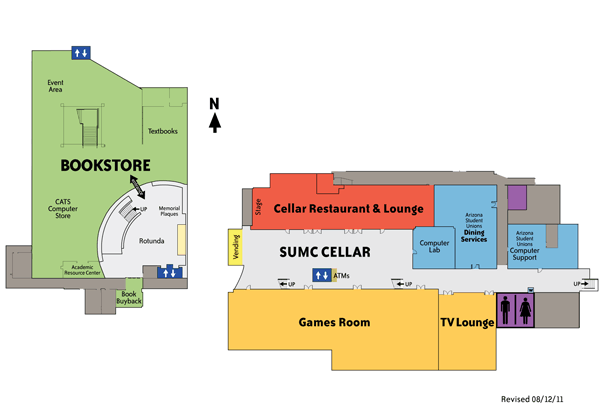 Event
Area
Textbooks
BOOKSTORE
CATS
Computer
Store
UP
Memorial
Plaques
Rotunda
Academic
Resource Center
Book
Buyback
N
Stage
Cellar Restaurant & Lounge
Vending
SUMC CELLAR
Computer
Lab
Arizona
Student
Unions
Dining
Services
Arizona
Student
Unions
Computer
Support
ATMs
UP
UP
UP
Games Room
TV Lounge
Revised 08/12/11